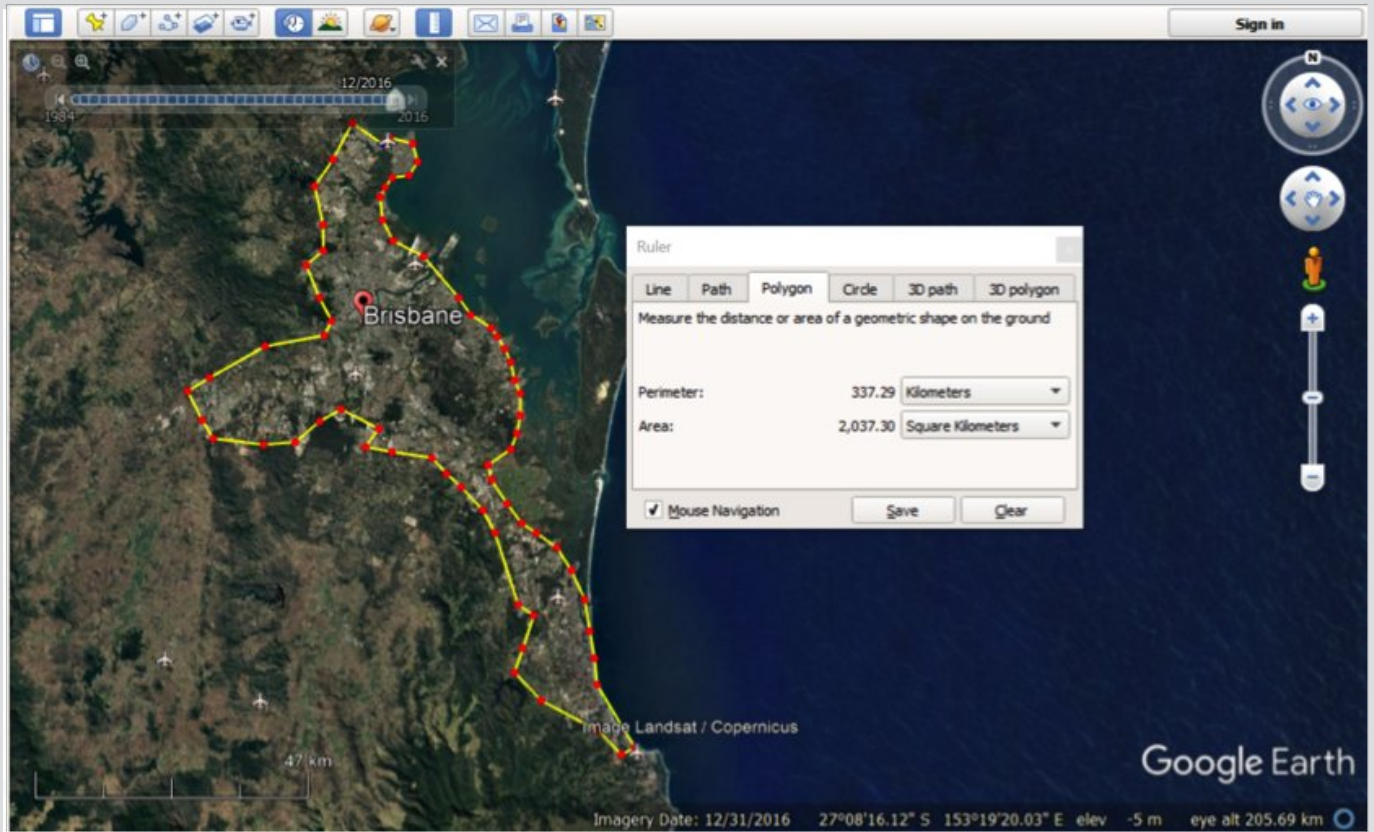 Sign in
N
12/2016
1984
2016
Ruler
Line Path Polygon Circle 3D path 3D polygon
Measure the distance or area of a geometric shape on the ground
Perimeter: 337.29 Kilometers
Area: 2,037.30 Square Kilometers
Mouse Navigation Save Clear
Brisbane
Image Landsat / Copernicus
47 km
Google Earth
Imagery Date: 12/31/2016 27°08'16.12" S 153°19'20.03" E elev -5 m eye alt 205.69 km